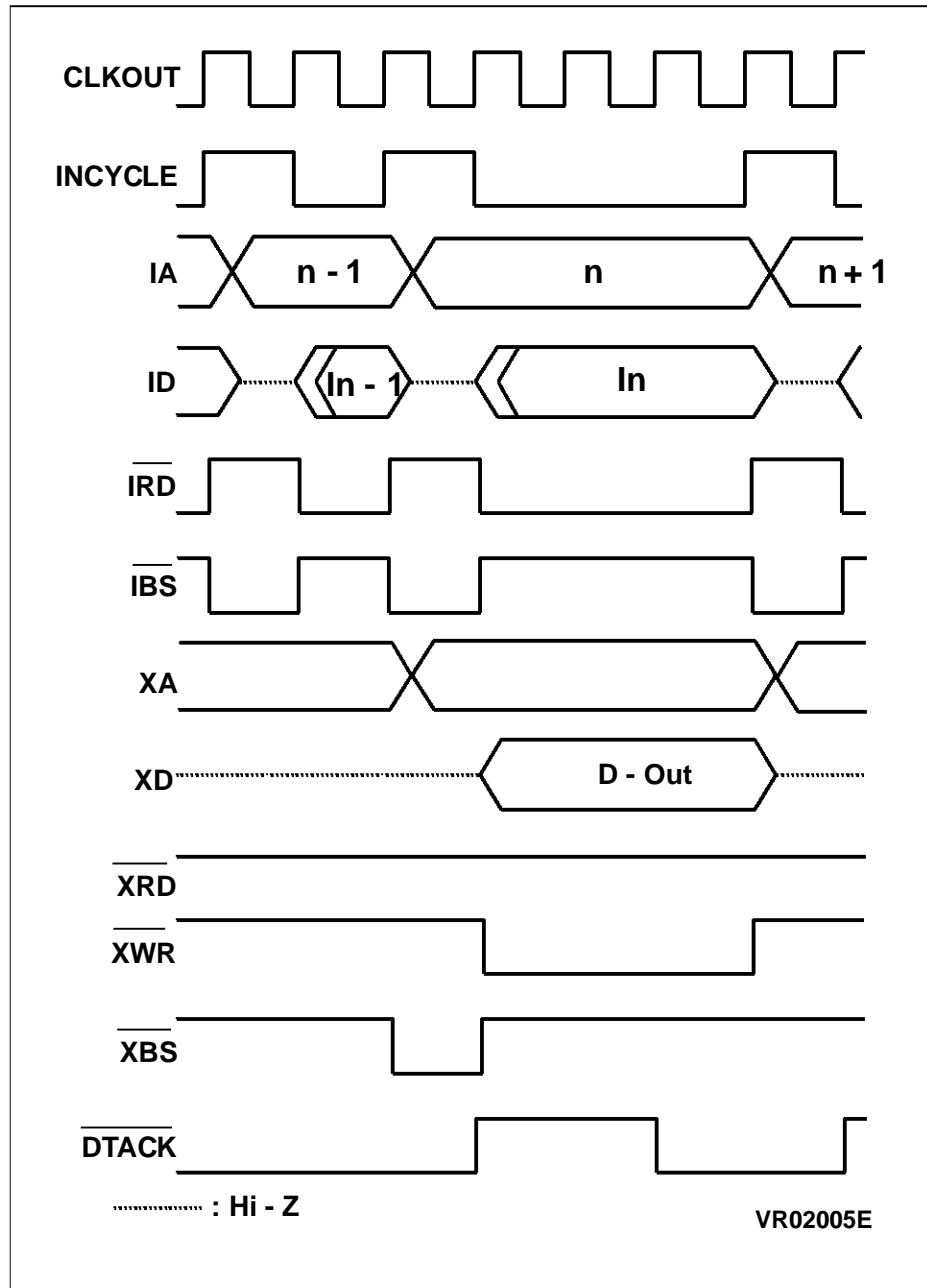 CLKOUT
INCYCLE
IA n - 1 n n + 1
ID In - 1 In
IRD
IBS
XA
XD D - Out
XRD
XWR
XBS
DTACK
: Hi - Z
VR02005E